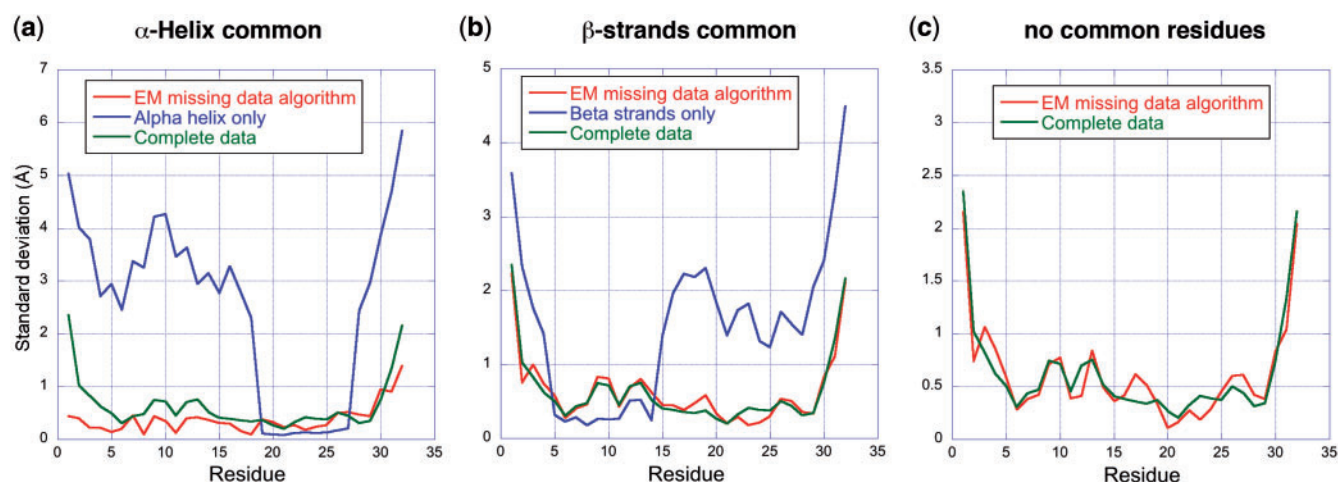 (a) α-Helix common
7
6
5
4
3
2
1
0
Standard deviation (Å)
EM missing data algorithm
Alpha helix only
Complete data
0 5 10 15 20 25 30 35
Residue
(b) β-strands common
5
4
3
2
1
0
EM missing data algorithm
Beta strands only
Complete data
0 5 10 15 20 25 30 35
Residue
(c) no common residues
3.5
3
2.5
2
1.5
1
0.5
0
EM missing data algorithm
Complete data
0 5 10 15 20 25 30 35
Residue